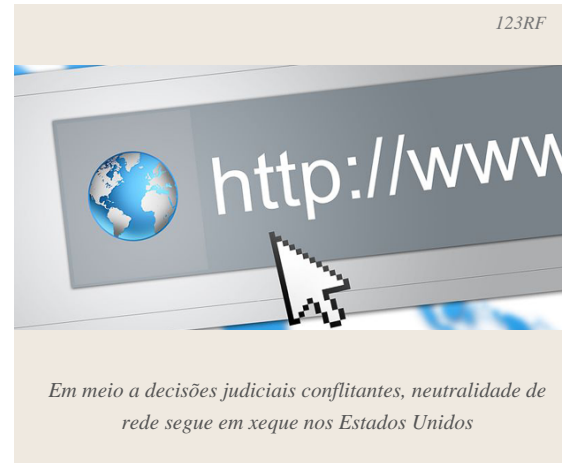 123RF
http://www
Em meio a decisões judiciais conflitantes, neutralidade de
rede segue em xeque nos Estados Unidos